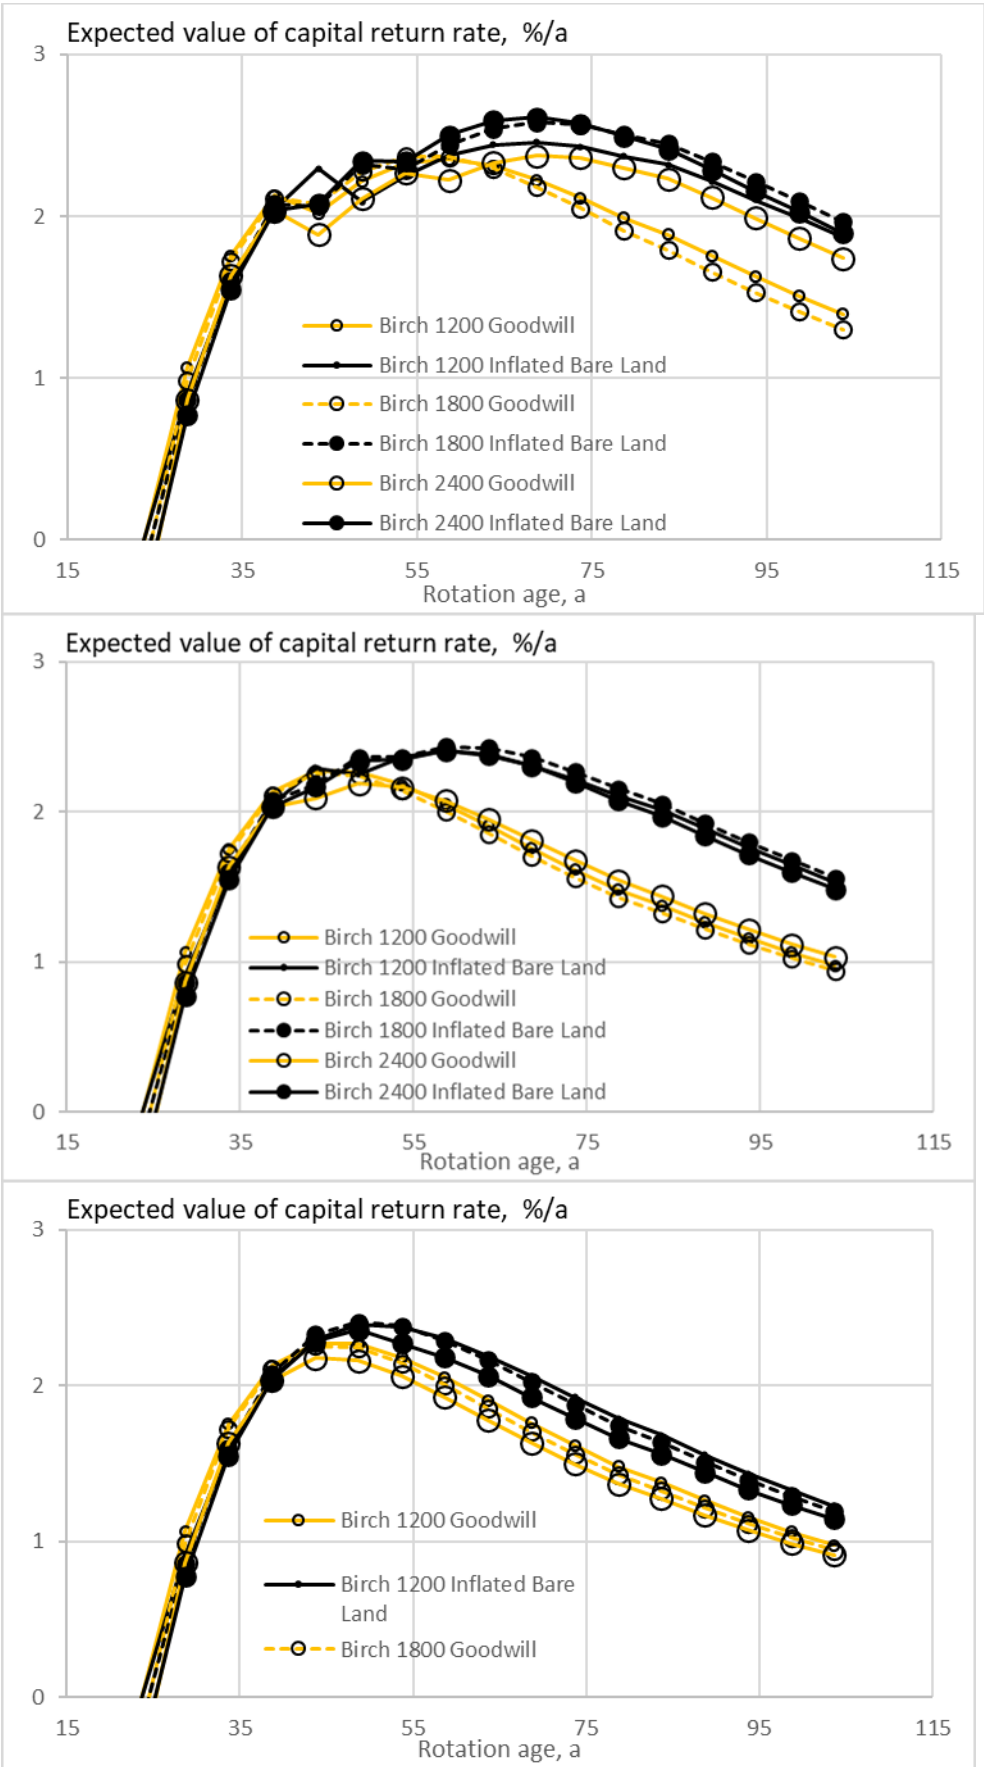 Expected value of capital return rate, %/a
3
2
1
0
Birch 1200 Goodwill
Birch 1200 Inflated Bare Land
Birch 1800 Goodwill
Birch 1800 Inflated Bare Land
Birch 2400 Goodwill
Birch 2400 Inflated Bare Land
15 35 55 75 95 115
Rotation age, a
Expected value of capital return rate, %/a
3
2
1
0
Birch 1200 Goodwill
Birch 1200 Inflated Bare Land
Birch 1800 Goodwill
Birch 1800 Inflated Bare Land
Birch 2400 Goodwill
Birch 2400 Inflated Bare Land
15 35 55 75 95 115
Rotation age, a
Expected value of capital return rate, %/a
3
2
1
0
Birch 1200 Goodwill
Birch 1200 Inflated Bare
Land
Birch 1800 Goodwill
15 35 55 75 95 115
Rotation age, a